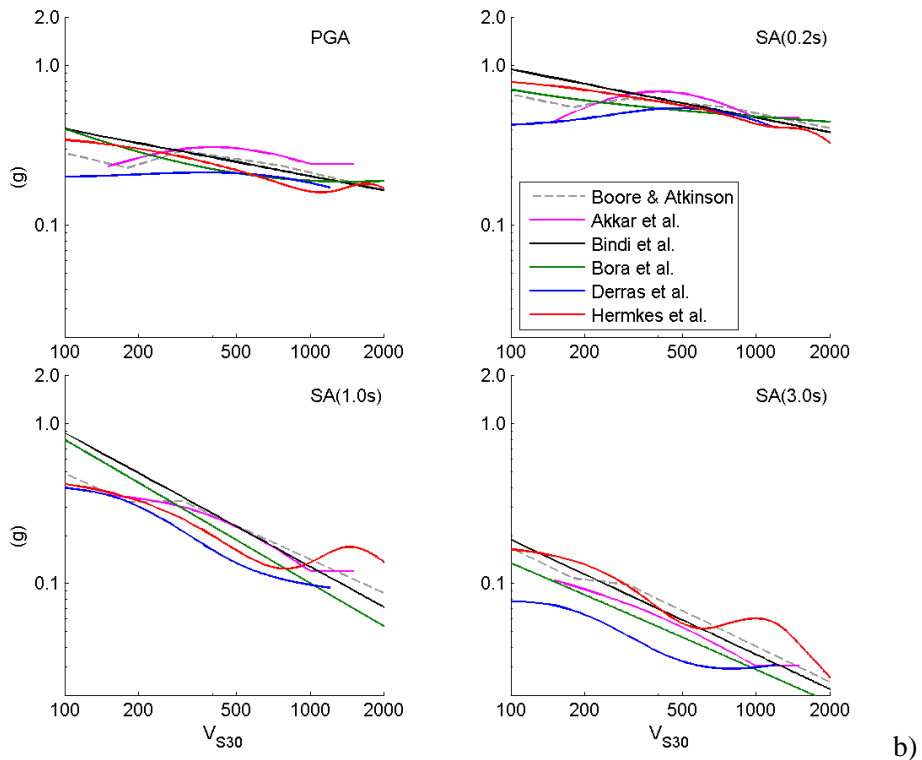 2.0
PGA
1.0
(g)
0.1
100 200 500 1000 2000
2.0
SA(0.2s)
1.0
0.1
Boore & Atkinson
Akkar et al.
Bindi et al.
Bora et al.
Derras et al.
Hermkes et al.
100 200 500 1000 2000
2.0
SA(1.0s)
1.0
(g)
0.1
100 200 500 1000 2000
V_S30
2.0
SA(3.0s)
1.0
0.1
100 200 500 1000 2000
V_S30
b)